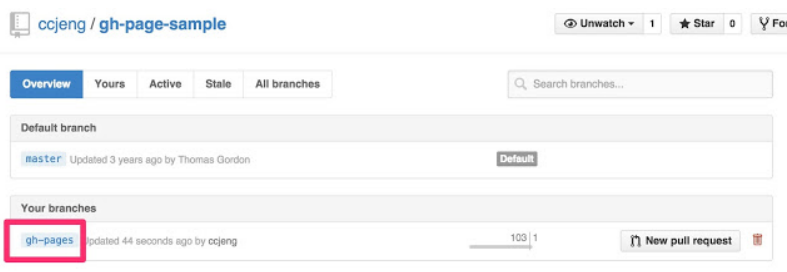 ccjeng / gh-page-sample Unwatch 1 Star 0
Overview Yours Active Stale All branches Search branches...
Default branch
master Updated 3 years ago by Thomas Gordon Default
Your branches
gh-pages Updated 44 seconds ago by ccjeng 103 1 New pull request